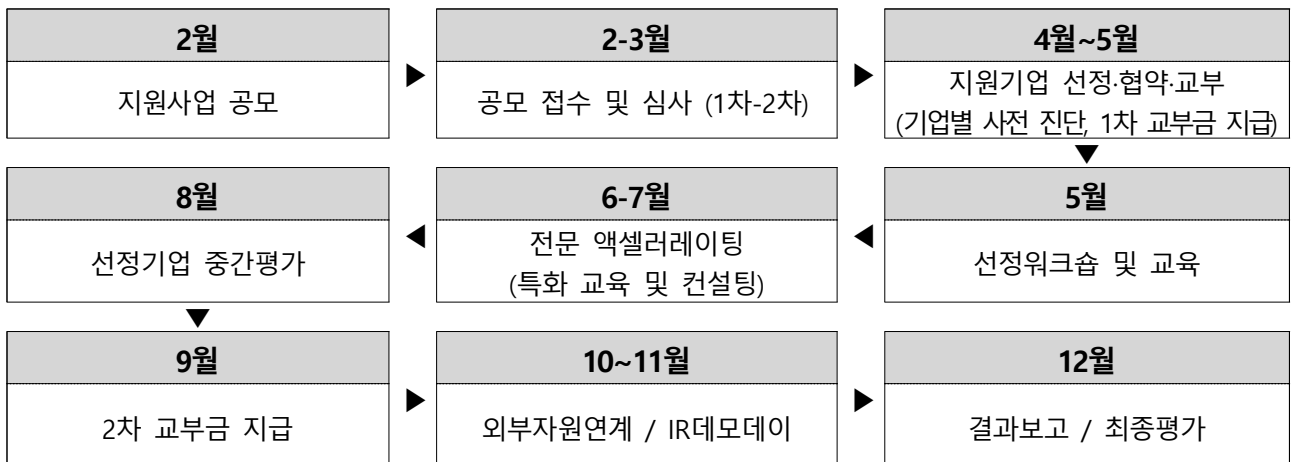 2월
지원사업 공모
▶
2-3월
공모 접수 및 심사 (1차-2차)
▶
4월~5월
지원기업 선정·협약·교부
(기업별 사전 진단, 1차 교부금 지급)
▼
5월
선정워크숍 및 교육
◀
6-7월
전문 액셀러레이팅
(특화 교육 및 컨설팅)
◀
8월
선정기업 중간평가
▼
9월
2차 교부금 지급
▶
10~11월
외부자원연계 / IR데모데이
▶
12월
결과보고 / 최종평가